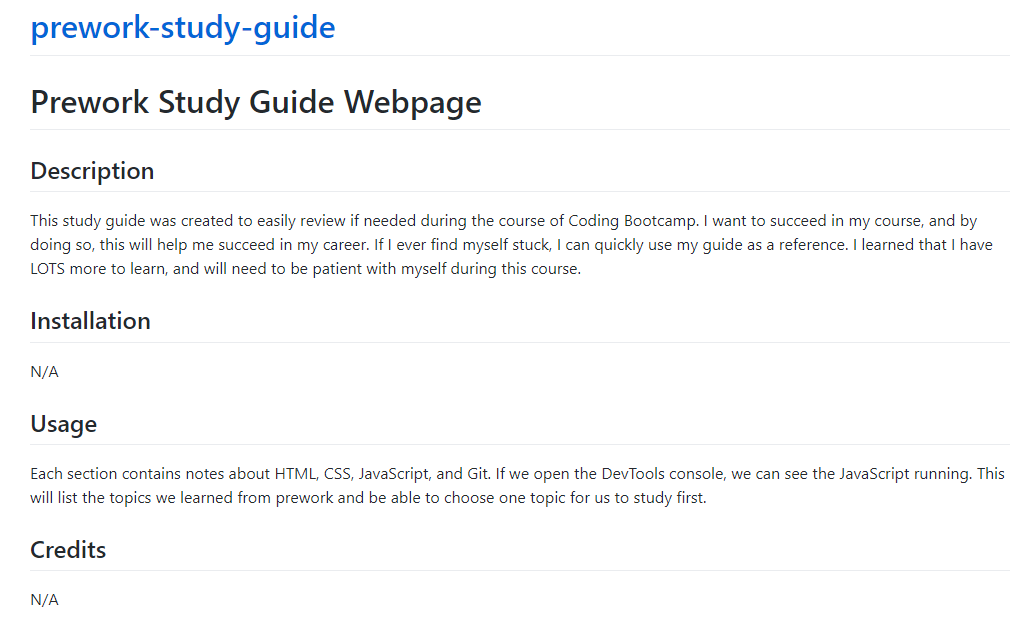 prework-study-guide
Prework Study Guide Webpage
Description
This study guide was created to easily review if needed during the course of Coding Bootcamp. I want to succeed in my course, and by
doing so, this will help me succeed in my career. If I ever find myself stuck, I can quickly use my guide as a reference. I learned that I have
LOTS more to learn, and will need to be patient with myself during this course.
Installation
N/A
Usage
Each section contains notes about HTML, CSS, JavaScript, and Git. If we open the DevTools console, we can see the JavaScript running. This
will list the topics we learned from prework and be able to choose one topic for us to study first.
Credits
N/A